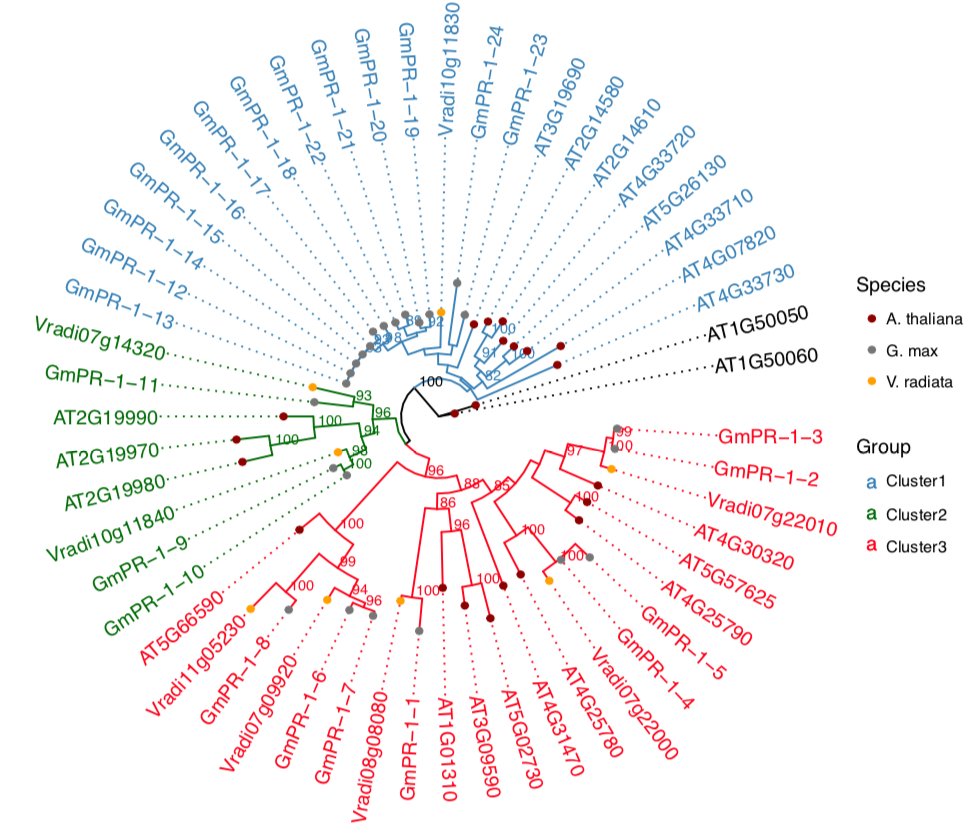 GmPR−1−13
GmPR−1−12
GmPR−1−14
GmPR−1−15
GmPR−1−16
GmPR−1−17
GmPR−1−18
GmPR−1−22
GmPR−1−21
GmPR−1−20
GmPR−1−19
Vradi10g11830
GmPR−1−24
GmPR−1−23
AT3G19690
AT2G14580
AT2G14610
AT4G33720
AT5G26130
AT4G33710
AT4G07820
AT4G33730
AT1G50050
AT1G50060
GmPR−1−3
GmPR−1−2
Vradi07g22010
AT4G30320
AT5G57625
AT4G25790
GmPR−1−5
GmPR−1−4
Vradi07g22000
AT4G25780
AT4G31470
AT5G02730
AT3G09590
AT1G01310
GmPR−1−1
Vradi08g08080
GmPR−1−7
GmPR−1−6
Vradi07g09920
GmPR−1−8
Vradi11g05230
AT5G66590
GmPR−1−10
GmPR−1−9
Vradi10g11840
AT2G19980
AT2G19970
AT2G19990
GmPR−1−11
Vradi07g14320
92
100
91
100
82
100
93
96
100
94
100
98
100
96
88
85
97
99
100
100
100
86
96
100
100
100
100
99
100
94
96
Species
A. thaliana
G. max
V. radiata
Group
a Cluster1
a Cluster2
a Cluster3